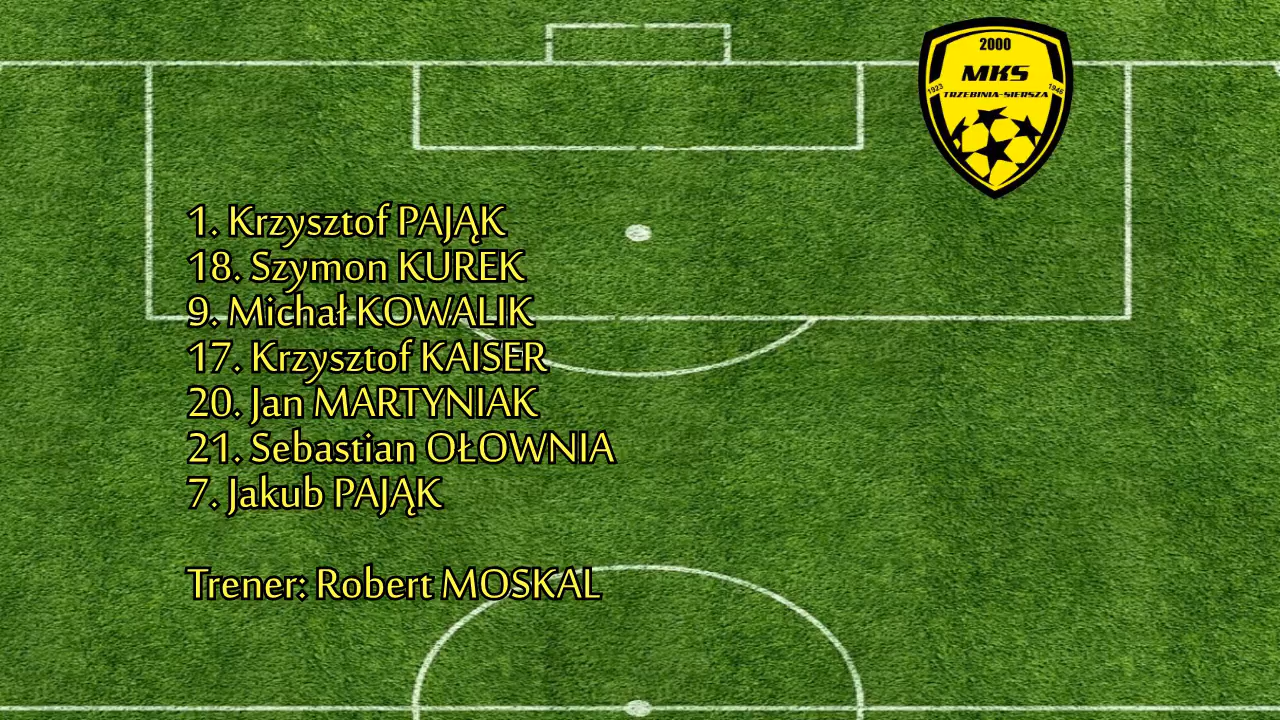 2000
MKS
1923 TRZEBINIA-SIERSZA 1946
1. Krzysztof PAJĄK
18. Szymon KUREK
9. Michał KOWALIK
17. Krzysztof KAISER
20. Jan MARTYNIAK
21. Sebastian OŁOWNIA
7. Jakub PAJĄK
Trener: Robert MOSKAL